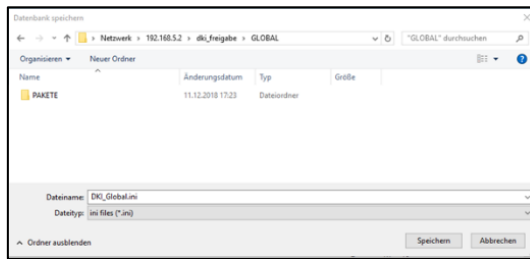 Datenbank speichern
Netzwerk > 192.168.5.2 > dki_freigabe > GLOBAL
"GLOBAL" durchsuchen
Organisieren
Neuer Ordner
Name Änderungsdatum Typ Größe
PAKETE 11.12.2018 17:23 Dateiordner
Dateiname: DKI_Global.ini
Dateityp: ini files (*.ini)
Ordner ausblenden
Speichern
Abbrechen